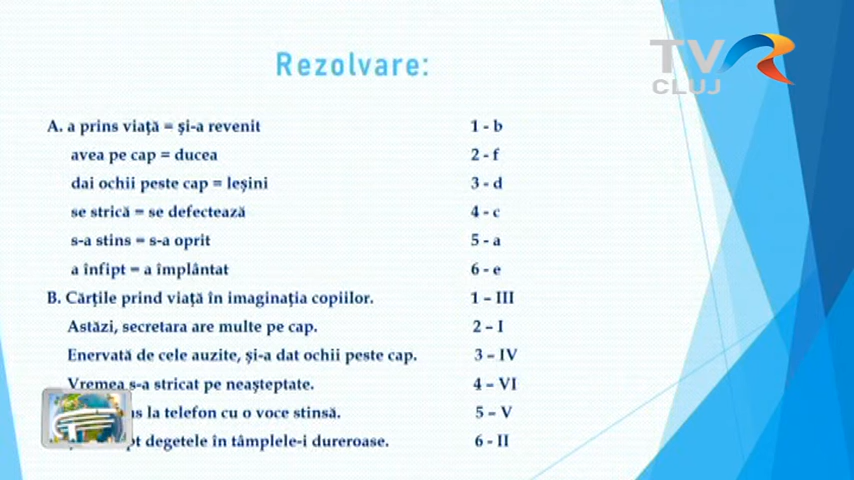 TVR
CLUJ
Rezolvare:
A. a prins viață = și-a revenit 1 - b
avea pe cap = ducea 2 - f
dai ochii peste cap = leșini 3 - d
se strică = se defectează 4 - c
s-a stins = s-a oprit 5 - a
a înfipt = a împlântat 6 - e
B. Cărțile prind viață în imaginația copiilor. 1 – III
Astăzi, secretara are multe pe cap. 2 – I
Enervată de cele auzite, și-a dat ochii peste cap. 3 – IV
Vremea s-a stricat pe neașteptate. 4 – VI
la telefon cu o voce stinsă. 5 – V
degetele în tâmplele-i dureroase. 6 - II